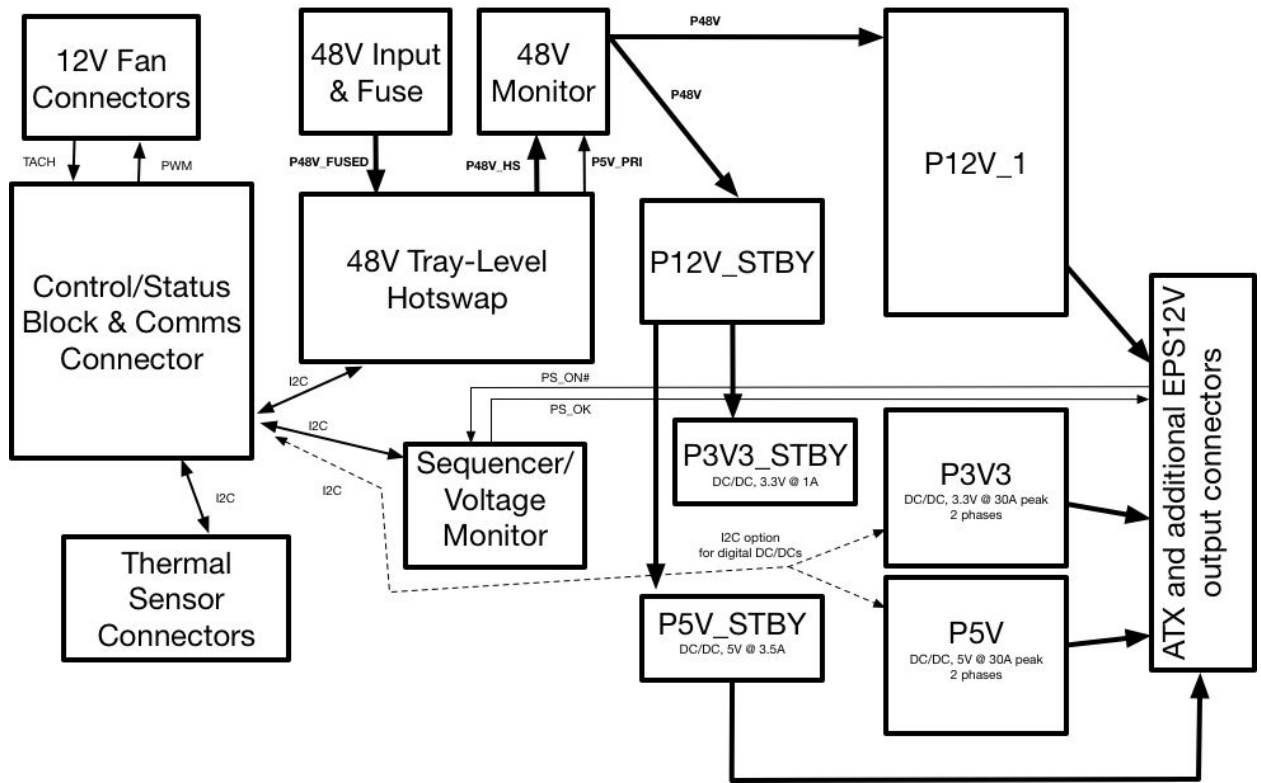 P48V
12V Fan
Connectors
48V Input
& Fuse
48V
Monitor
P48V
TACH
PWM
P48V_FUSED
P48V_HS
P5V_PRI
P12V_1
Control/Status
Block & Comms
Connector
48V Tray-Level
Hotswap
P12V_STBY
ATX and additional EPS12V
output connectors
I2C
PS_ON#
PS_OK
I2C
I2C
I2C
Sequencer/
Voltage
Monitor
P3V3_STBY
DC/DC, 3.3V @ 1A
P3V3
DC/DC, 3.3V @ 30A peak
2 phases
I2C option
for digital DC/DCs
Thermal
Sensor
Connectors
P5V_STBY
DC/DC, 5V @ 3.5A
P5V
DC/DC, 5V @ 30A peak
2 phases